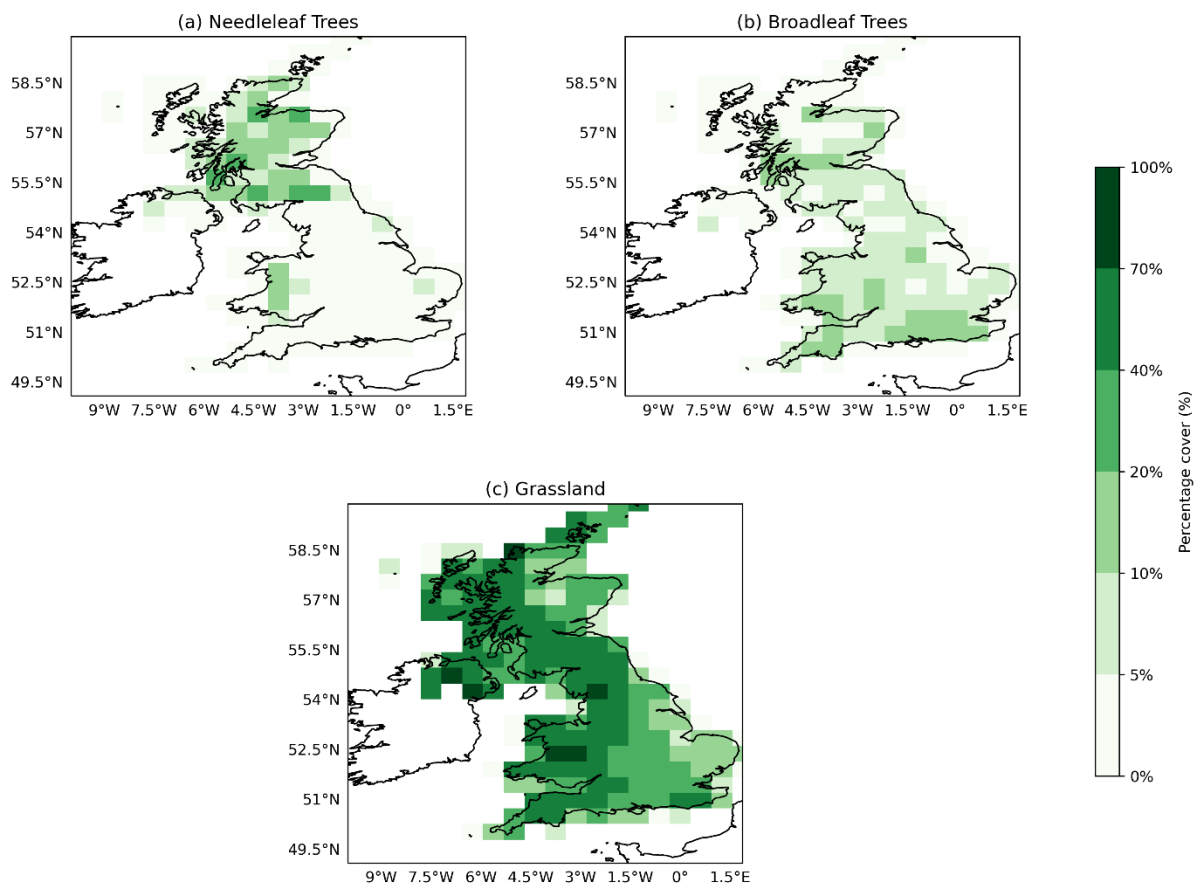 (a) Needleleaf Trees
(b) Broadleaf Trees
58.5°N
57°N
55.5°N
54°N
52.5°N
51°N
49.5°N
9°W 7.5°W 6°W 4.5°W 3°W 1.5°W 0° 1.5°E
58.5°N
57°N
55.5°N
54°N
52.5°N
51°N
49.5°N
9°W 7.5°W 6°W 4.5°W 3°W 1.5°W 0° 1.5°E
(c) Grassland
58.5°N
57°N
55.5°N
54°N
52.5°N
51°N
49.5°N
9°W 7.5°W 6°W 4.5°W 3°W 1.5°W 0° 1.5°E
100%
70%
40%
20%
10%
5%
0%
Percentage cover (%)